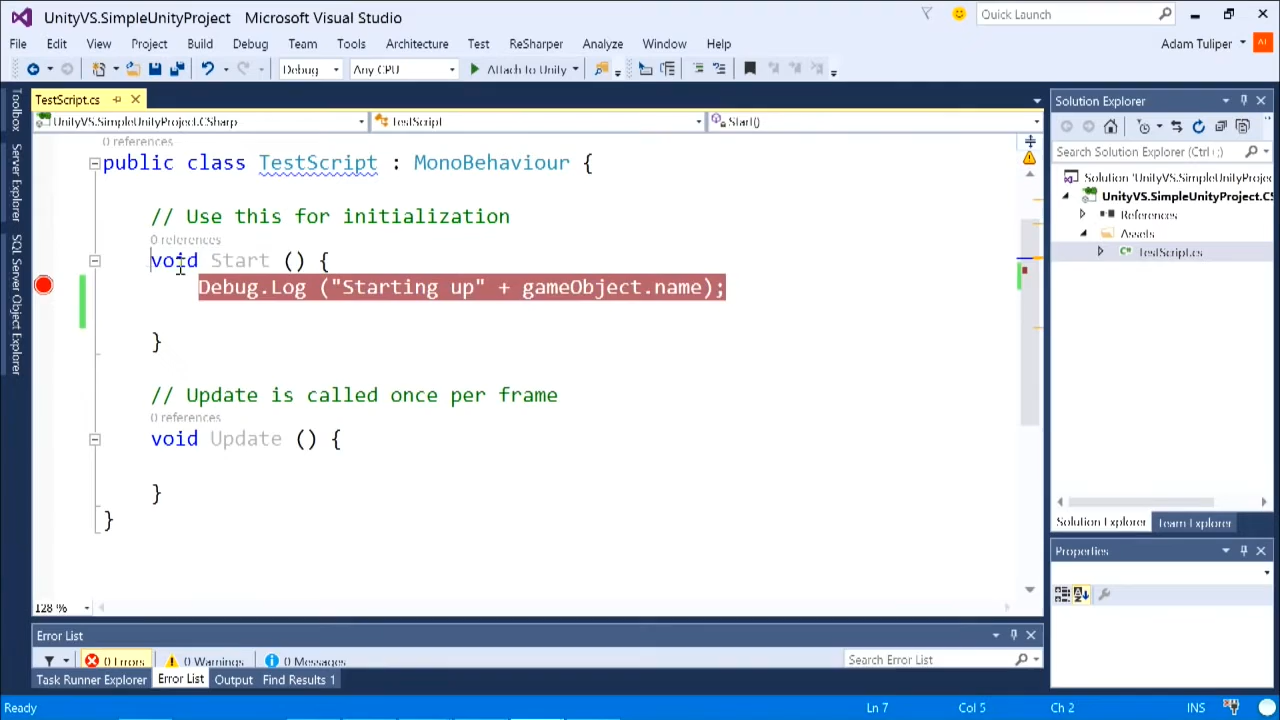 UnityVS.SimpleUnityProject - Microsoft Visual Studio
Quick Launch
File Edit View Project Build Debug Team Tools Architecture Test ReSharper Analyze Window Help
Adam Tuliper
AT
Debug
Any CPU
Attach to Unity
TestScript.cs
UnityVS.SimpleUnityProject.CSharp
TestScript
Start()
Toolbox
Server Explorer
SQL Server Object Explorer
0 references
public class TestScript : MonoBehaviour {
// Use this for initialization
0 references
void Start () {
Debug.Log ("Starting up" + gameObject.name);
}
// Update is called once per frame
0 references
void Update () {
}
}
128 %
Solution Explorer
Search Solution Explorer (Ctrl+;)
Solution 'UnityVS.SimpleUnityProjec
UnityVS.SimpleUnityProject.CS
References
Assets
C# TestScript.cs
Solution Explorer Team Explorer
Properties
Error List
0 Errors 0 Warnings 0 Messages
Search Error List
Task Runner Explorer Error List Output Find Results 1
Ready
Ln 7 Col 5 Ch 2 INS